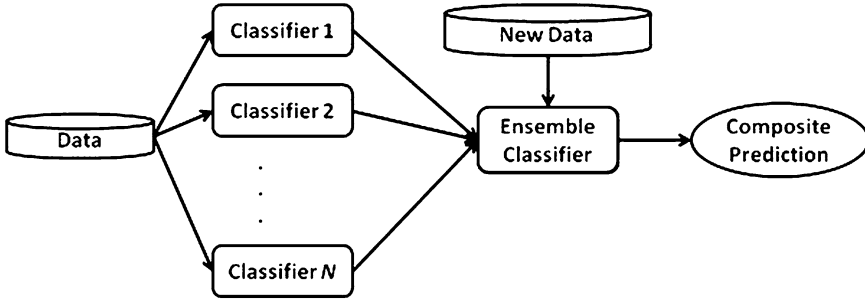 Classifier 1
New Data
Classifier 2
Data
Ensemble
Classifier
Composite
Prediction
Classifier N